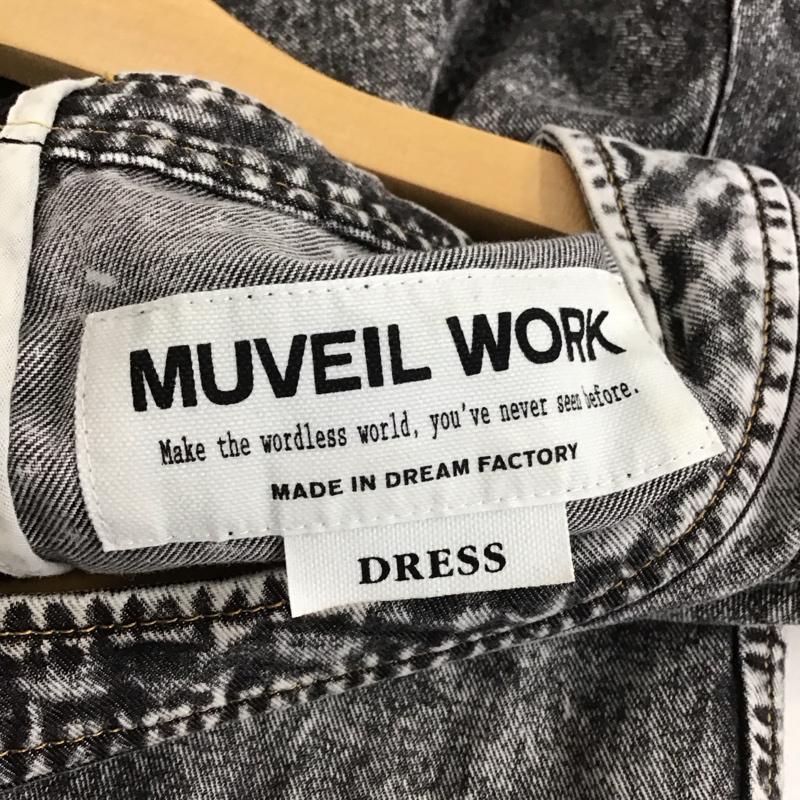 MUVEIL WORK
Make the wordless world, you've never seen before.
MADE IN DREAM FACTORY
DRESS